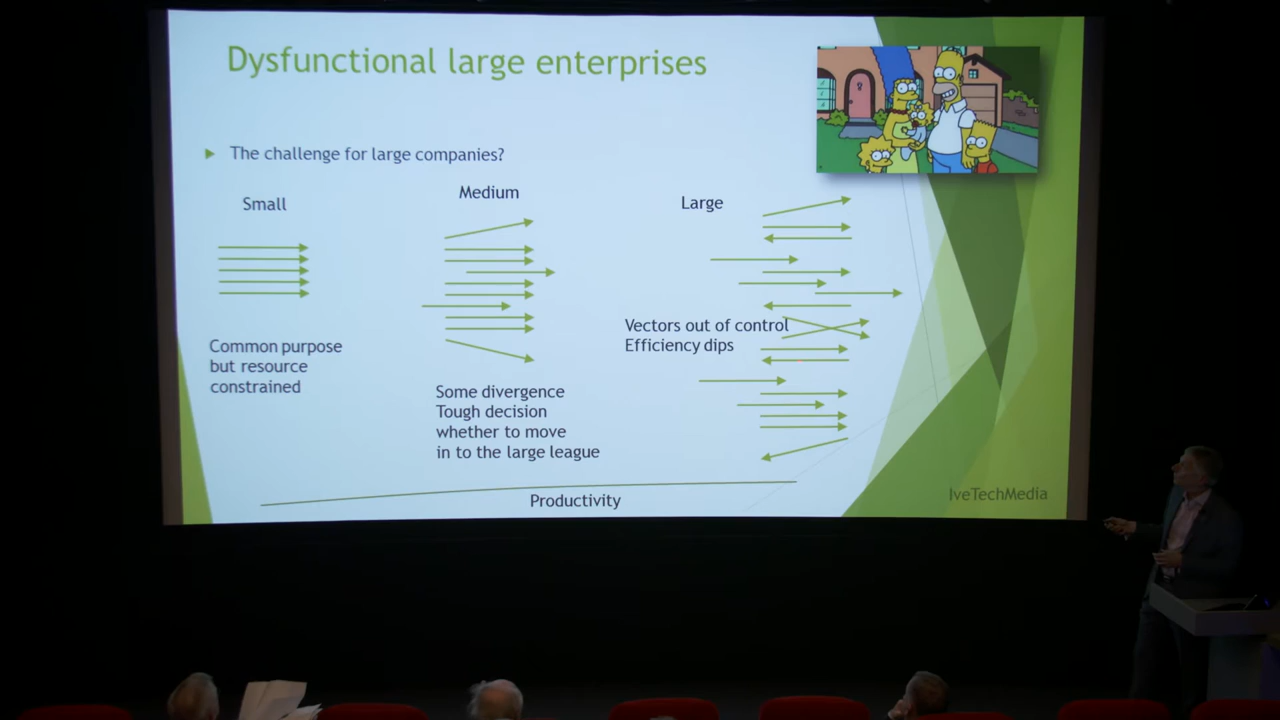 Dysfunctional large enterprises
The challenge for large companies?
Small
Common purpose
but resource
constrained
Medium
Some divergence
Tough decision
whether to move
in to the large league
Large
Vectors out of control
Efficiency dips
Productivity
IveTechMedia